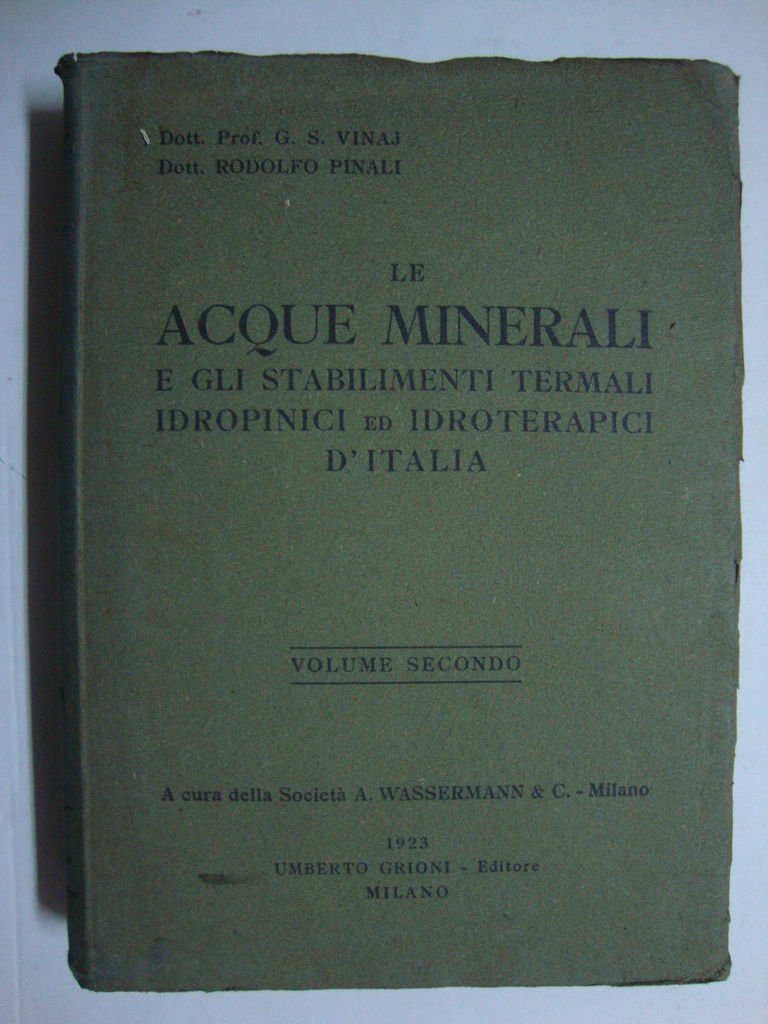 Dott. Prof. G. S. VINAJ
Dott. RODOLFO PINALI
LE
ACQUE MINERALI
E GLI STABILIMENTI TERMALI
IDROPINICI ED IDROTERAPICI
D'ITALIA
VOLUME SECONDO
A cura della Società A. WASSERMANN & C. - Milano
1923
UMBERTO GRIONI - Editore
MILANO